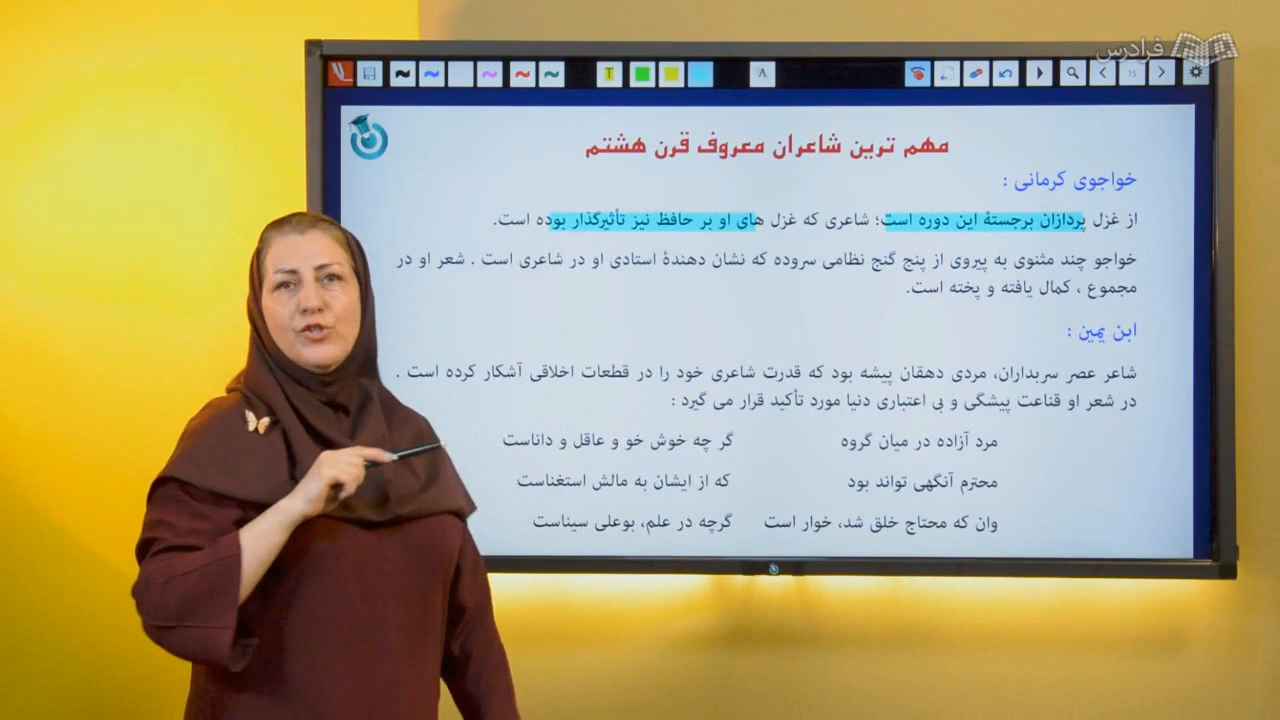 فرادرس
A
T
15
مهم ترین شاعران معروف قرن هشتم
خواجوی کرمانی :
از غزل پردازان برجستۀ این دوره است؛ شاعری که غزل های او بر حافظ نیز تأثیرگذار بوده است.
خواجو چند مثنوی به پیروی از پنج گنج نظامی سروده که نشان دهندۀ استادی او در شاعری است . شعر او در
مجموع ، کمال یافته و پخته است.
ابن یمین :
شاعر عصر سربداران، مردی دهقان پیشه بود که قدرت شاعری خود را در قطعات اخلاقی آشکار کرده است .
در شعر او قناعت پیشگی و بی اعتباری دنیا مورد تأکید قرار می گیرد :
مرد آزاده در میان گروه گر چه خوش خو و عاقل و داناست
محترم آنگهی تواند بود که از ایشان به مالش استغناست
وان که محتاج خلق شد، خوار است گرچه در علم، بوعلی سیناست